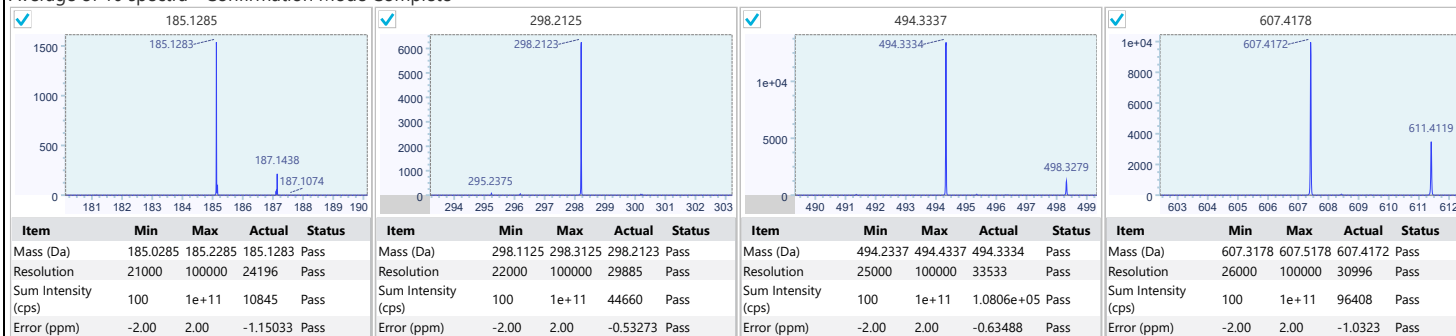 Average of 10 spectra - Confirmation Mode Complete
185.1285
298.2125
494.3337
607.4178
1500
1000
500
0
185.1283
187.1438
187.1074
181 182 183 184 185 186 187 188 189 190
6000
5000
4000
3000
2000
1000
0
298.2123
295.2375
294 295 296 297 298 299 300 301 302 303
1e+04
5000
0
494.3334
498.3279
490 491 492 493 494 495 496 497 498 499
1e+04
8000
6000
4000
2000
0
607.4172
611.4119
603 604 605 606 607 608 609 610 611 612
Item Min Max Actual Status
Mass (Da) 185.0285 185.2285 185.1283 Pass
Resolution 21000 100000 24196 Pass
Sum Intensity
(cps) 100 1e+11 10845 Pass
Error (ppm) -2.00 2.00 -1.15033 Pass
Item Min Max Actual Status
Mass (Da) 298.1125 298.3125 298.2123 Pass
Resolution 22000 100000 29885 Pass
Sum Intensity
(cps) 100 1e+11 44660 Pass
Error (ppm) -2.00 2.00 -0.53273 Pass
Item Min Max Actual Status
Mass (Da) 494.2337 494.4337 494.3334 Pass
Resolution 25000 100000 33533 Pass
Sum Intensity
(cps) 100 1e+11 1.0806e+05 Pass
Error (ppm) -2.00 2.00 -0.63488 Pass
Item Min Max Actual Status
Mass (Da) 607.3178 607.5178 607.4172 Pass
Resolution 26000 100000 30996 Pass
Sum Intensity
(cps) 100 1e+11 96408 Pass
Error (ppm) -2.00 2.00 -1.0323 Pass